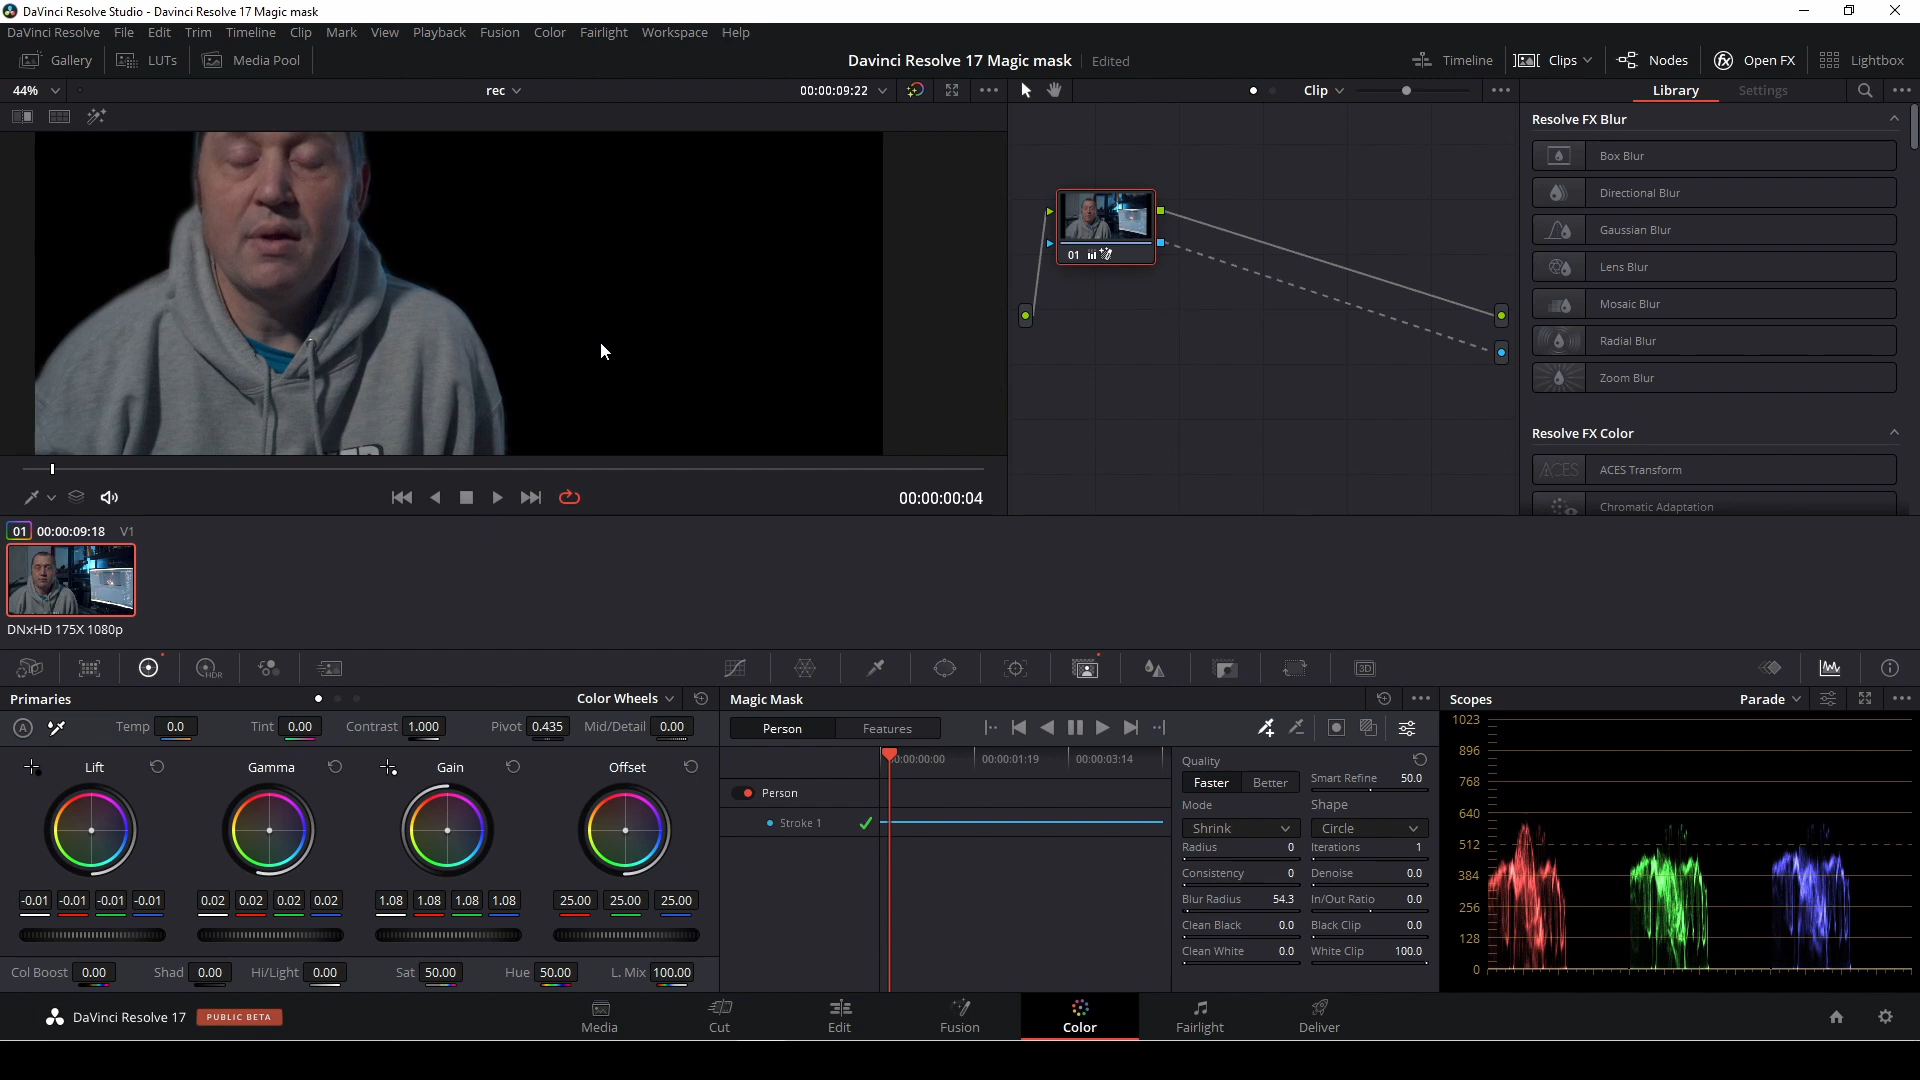 DaVinci Resolve Studio - Davinci Resolve 17 Magic mask
DaVinci Resolve File Edit Trim Timeline Clip Mark View Playback Fusion Color Fairlight Workspace Help
Gallery LUTs Media Pool Davinci Resolve 17 Magic mask Edited Timeline Clips Nodes Open FX Lightbox
44% rec 00:00:09:22 Clip Library Settings
Resolve FX Blur
Box Blur
Directional Blur
Gaussian Blur
Lens Blur
Mosaic Blur
Radial Blur
Zoom Blur
Resolve FX Color
ACES ACES Transform
Chromatic Adaptation
01
00:00:00:04
01 00:00:09:18 V1
DNxHD 175X 1080p
HDR 3D
Primaries Color Wheels Magic Mask Scopes Parade
A Temp 0.0 Tint 0.00 Contrast 1.000 Pivot 0.435 Mid/Detail 0.00 Person Features
Lift Gamma Gain Offset
-0.01 -0.01 -0.01 -0.01 0.02 0.02 0.02 0.02 1.08 1.08 1.08 1.08 25.00 25.00 25.00
Col Boost 0.00 Shad 0.00 Hi/Light 0.00 Sat 50.00 Hue 50.00 L. Mix 100.00
00:00:00 00:00:01:19 00:00:03:14
Person
Stroke 1
Quality
Faster Better Smart Refine 50.0
Mode Shape
Shrink Circle
Radius 0 Iterations 1
Consistency 0 Denoise 0.0
Blur Radius 54.3 In/Out Ratio 0.0
Clean Black 0.0 Black Clip 0.0
Clean White 0.0 White Clip 100.0
1023
896
768
640
512
384
256
128
0
DaVinci Resolve 17 PUBLIC BETA Media Cut Edit Fusion Color Fairlight Deliver